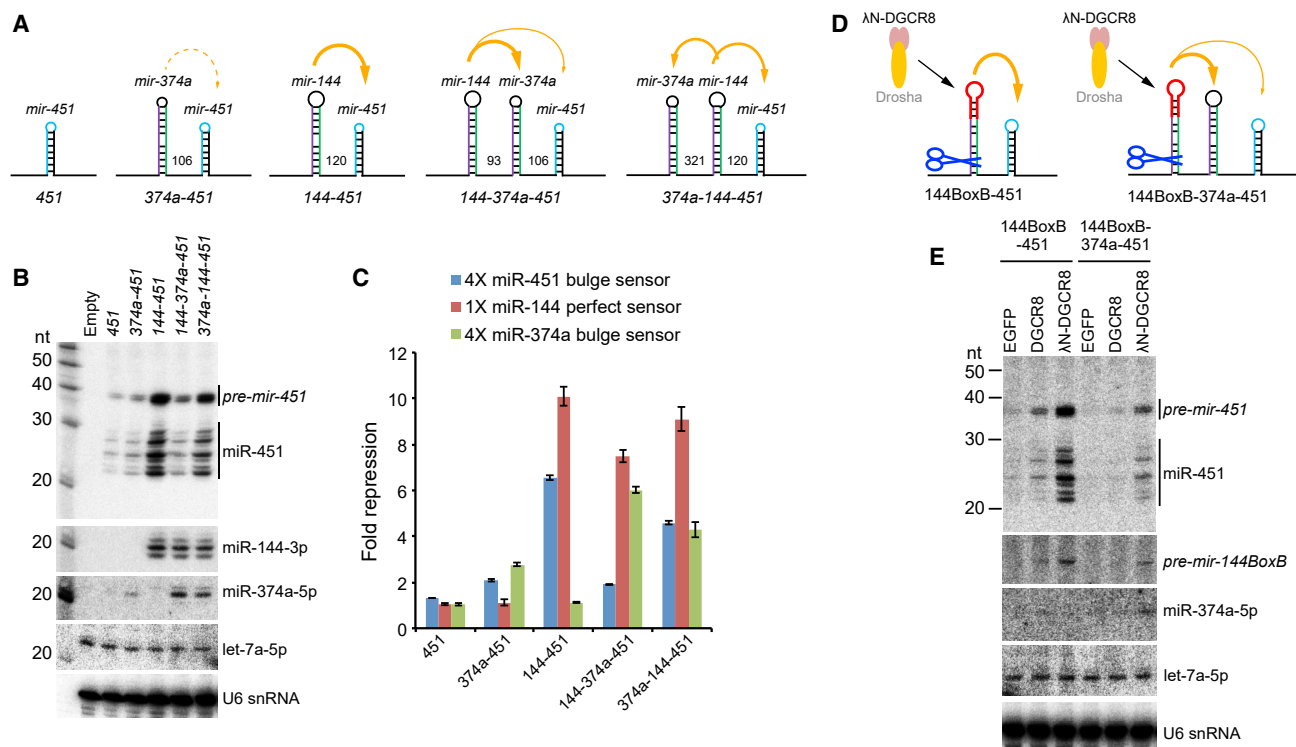 A
mir-451
451
mir-374a
mir-451
106
374a-451
mir-144
mir-451
120
144-451
mir-144
mir-374a
mir-451
93
106
144-374a-451
mir-374a
mir-144
mir-451
321
120
374a-144-451
B
nt
Empty
451
374a-451
144-451
144-374a-451
374a-144-451
50
40
30
20
pre-mir-451
miR-451
20
miR-144-3p
20
miR-374a-5p
20
let-7a-5p
U6 snRNA
C
4X miR-451 bulge sensor
1X miR-144 perfect sensor
4X miR-374a bulge sensor
Fold repression
12
10
8
6
4
2
0
451
374a-451
144-451
144-374a-451
374a-144-451
D
λN-DGCR8
Drosha
144BoxB-451
λN-DGCR8
Drosha
144BoxB-374a-451
E
144BoxB
-451
144BoxB-
374a-451
nt
EGFP
DGCR8
λN-DGCR8
EGFP
DGCR8
λN-DGCR8
50
40
30
20
pre-mir-451
miR-451
pre-mir-144BoxB
miR-374a-5p
let-7a-5p
U6 snRNA